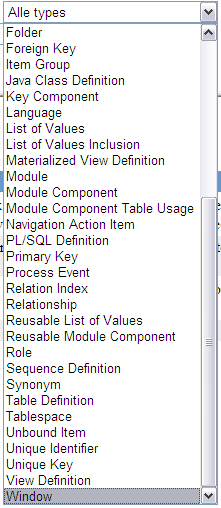 Alle types
Folder
Foreign Key
Item Group
Java Class Definition
Key Component
Language
List of Values
List of Values Inclusion
Materialized View Definition
Module
Module Component
Module Component Table Usage
Navigation Action Item
PL/SQL Definition
Primary Key
Process Event
Relation Index
Relationship
Reusable List of Values
Reusable Module Component
Role
Sequence Definition
Synonym
Table Definition
Tablespace
Unbound Item
Unique Identifier
Unique Key
View Definition
Window